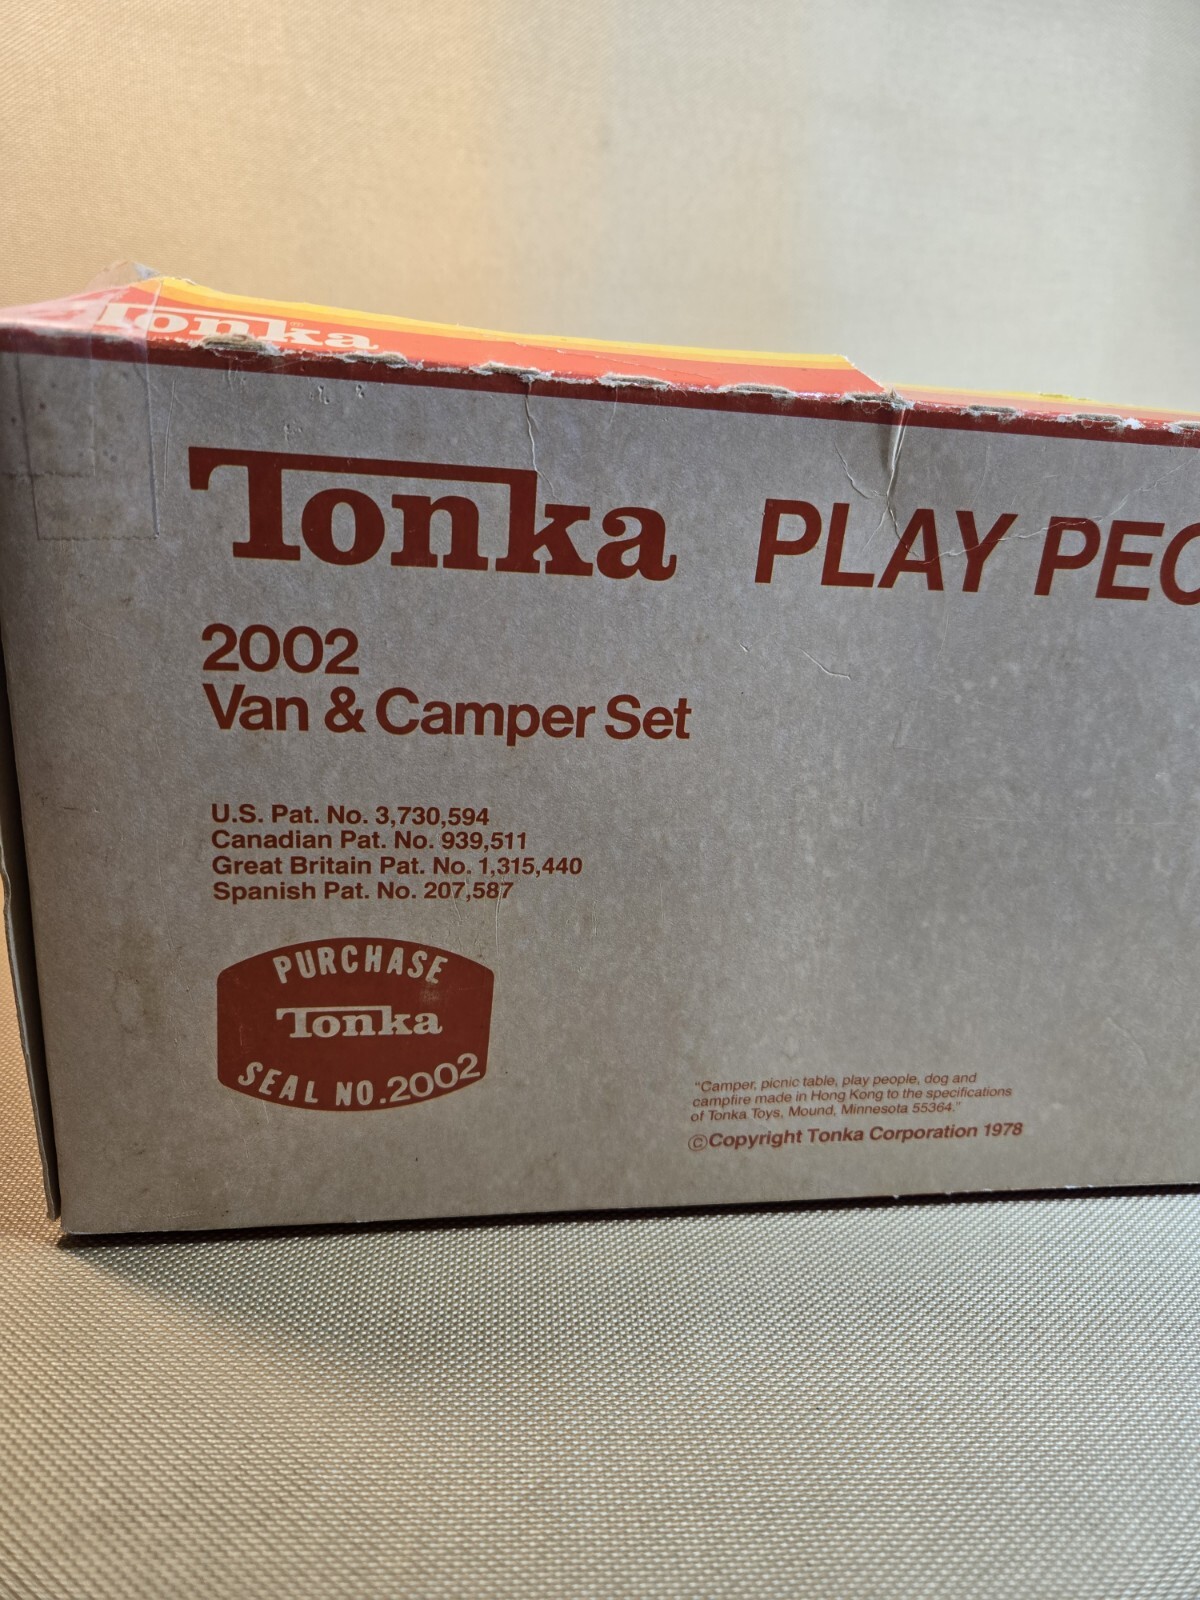 Tonka
Tonka PLAY PEO
2002
Van & Camper Set
U.S. Pat. No. 3,730,594
Canadian Pat. No. 939,511
Great Britain Pat. No. 1,315,440
Spanish Pat. No. 207,587
PURCHASE
Tonka
SEAL NO. 2002
"Camper, picnic table, play people, dog and
campfire made in Hong Kong to the specifications
of Tonka Toys, Mound, Minnesota 55364."
©Copyright Tonka Corporation 1978